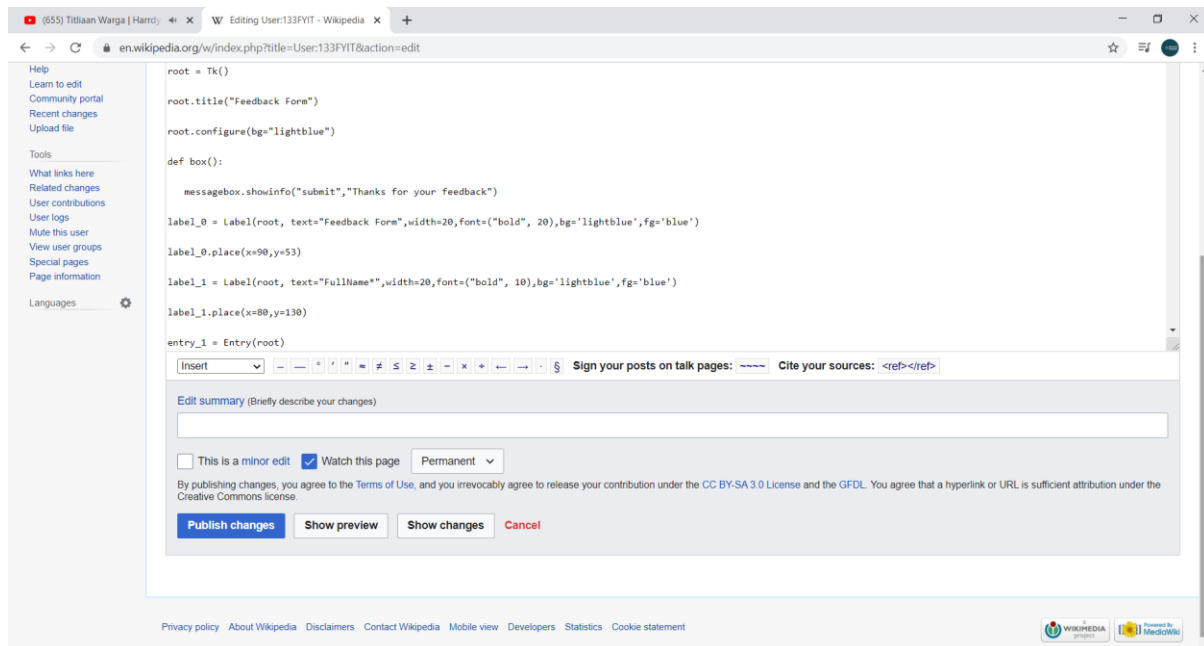 (655) Titliaan Warga | Harrdy
Editing User:133FYIT - Wikipedia
en.wikipedia.org/w/index.php?title=User:133FYIT&action=edit
Help
Learn to edit
Community portal
Recent changes
Upload file
Tools
What links here
Related changes
User contributions
User logs
Mute this user
View user groups
Special pages
Page information
Languages
root = Tk()
root.title("Feedback Form")
root.configure(bg="lightblue")
def box():
messagebox.showinfo("submit","Thanks for your feedback")
label_0 = Label(root, text="Feedback Form",width=20,font=("bold", 20),bg='lightblue',fg='blue')
label_0.place(x=90,y=53)
label_1 = Label(root, text="FullName*",width=20,font=("bold", 10),bg='lightblue',fg='blue')
label_1.place(x=80,y=130)
entry_1 = Entry(root)
Insert – — ° ′ ″ ≈ ≠ ≤ ≥ ± − × ÷ ← → · § Sign your posts on talk pages: ~~~~ Cite your sources: <ref></ref>
Edit summary (Briefly describe your changes)
This is a minor edit Watch this page Permanent
By publishing changes, you agree to the Terms of Use, and you irrevocably agree to release your contribution under the CC BY-SA 3.0 License and the GFDL. You agree that a hyperlink or URL is sufficient attribution under the
Creative Commons license.
Publish changes Show preview Show changes Cancel
Privacy policy About Wikipedia Disclaimers Contact Wikipedia Mobile view Developers Statistics Cookie statement
A WIKIMEDIA project
Powered By MediaWiki